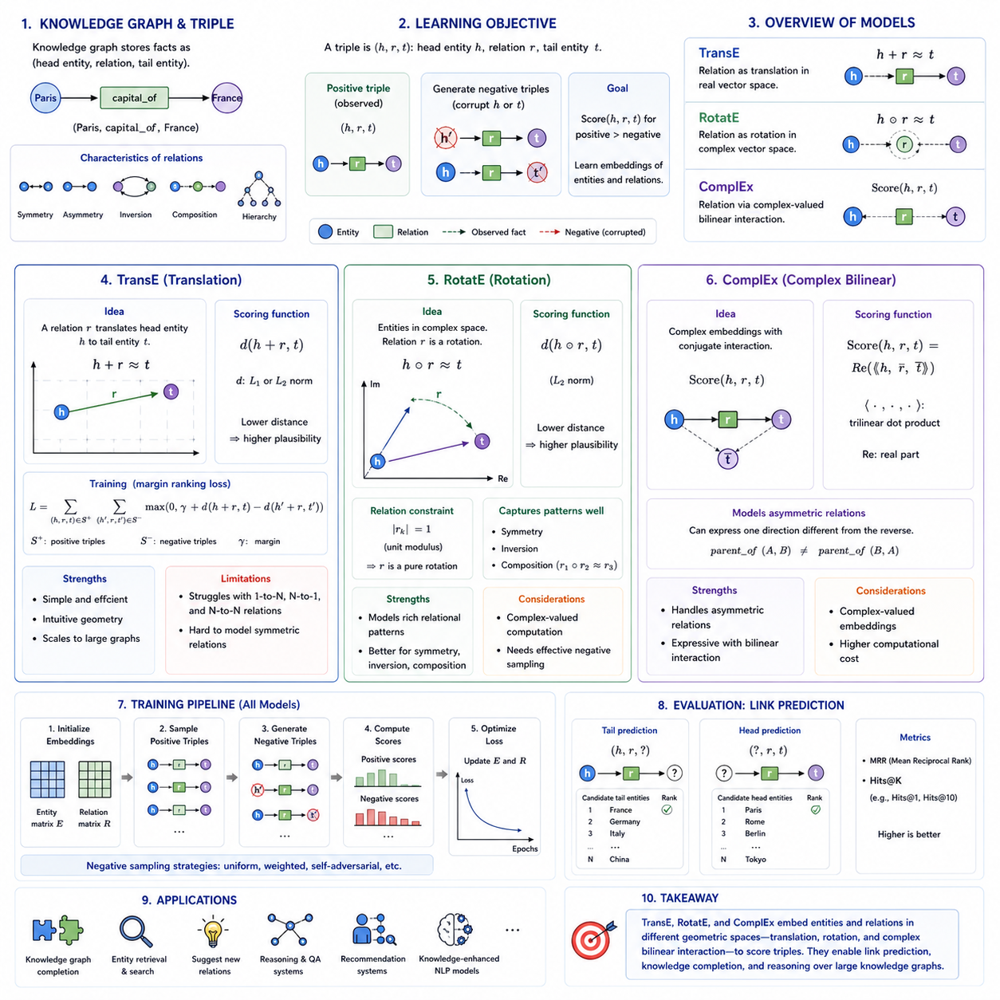 1. KNOWLEDGE GRAPH & TRIPLE
Knowledge graph stores facts as
(head entity, relation, tail entity).
Paris
capital_of
France
(Paris, capital_of, France)
Characteristics of relations
Symmetry
Asymmetry
Inversion
Composition
Hierarchy
2. LEARNING OBJECTIVE
A triple is (h, r, t): head entity h, relation r, tail entity t.
Positive triple
(observed)
(h, r, t)
h r t
Generate negative triples
(corrupt h or t)
h′ r t
h r t′
Goal
Score(h, r, t) for
positive > negative
Learn embeddings of
entities and relations.
Entity
Relation
Observed fact
Negative (corrupted)
3. OVERVIEW OF MODELS
TransE
Relation as translation in
real vector space.
h + r ≈ t
h r t
RotatE
Relation as rotation in
complex vector space.
h ∘ r ≈ t
h r t
ComplEx
Relation via complex-valued
bilinear interaction.
Score(h, r, t)
h r t
4. TransE (Translation)
Idea
A relation r translates head entity
h to tail entity t.
h + r ≈ t
h r t
Scoring function
d(h + r, t)
d: L₁ or L₂ norm
Lower distance
⇒ higher plausibility
Training (margin ranking loss)
L = ∑ ∑ max(0, γ + d(h + r, t) − d(h′ + r, t′))
(h,r,t)∈S⁺ (h′,r,t′)∈S⁻
S⁺: positive triples
S⁻: negative triples
γ: margin
Strengths
• Simple and effcient
• Intuitive geometry
• Scales to large graphs
Limitations
• Struggles with 1-to-N, N-to-1,
and N-to-N relations
• Hard to model symmetric
relations
5. RotatE (Rotation)
Idea
Entities in complex space.
Relation r is a rotation.
h ∘ r ≈ t
Im
r
t
h
Re
Scoring function
d(h ∘ r, t)
(L₂ norm)
Lower distance
⇒ higher plausibility
Relation constraint
|rₖ| = 1
(unit modulus)
⇒ r is a pure rotation
Captures patterns well
• Symmetry
• Inversion
• Composition (r₁ ∘ r₂ ≈ r₃)
Strengths
• Models rich relational
patterns
• Better for symmetry,
inversion, composition
Considerations
• Complex-valued
computation
• Needs effective negative
sampling
6. ComplEx (Complex Bilinear)
Idea
Complex embeddings with
conjugate interaction.
Score(h, r, t)
h r t
t̅
Scoring function
Score(h, r, t) =
Re(⟪h, r̅, t̅⟫)
⟨ · , · , · ⟩:
trilinear dot product
Re: real part
Models asymmetric relations
Can express one direction different from the reverse.
parent_of (A, B) ≠ parent_of (B, A)
Strengths
• Handles asymmetric
relations
• Expressive with bilinear
interaction
Considerations
• Complex-valued
embeddings
• Higher computational
cost
7. TRAINING PIPELINE (All Models)
1. Initialize
Embeddings
Entity
matrix E
Relation
matrix R
2. Sample
Positive Triples
h r t
h r t
h r t
...
3. Generate
Negative Triples
h r t
h′ r t
h r t′
...
4. Compute
Scores
Positive scores
Negative scores
...
5. Optimize
Loss
Update E and R
Loss
Epochs
Negative sampling strategies: uniform, weighted, self-adversarial, etc.
8. EVALUATION: LINK PREDICTION
Tail prediction
(h, r, ?)
h r ?
Candidate tail entities Rank
1 France
2 Germany
3 Italy
... ...
N China
Head prediction
(?, r, t)
? r t
Candidate head entities Rank
1 Paris
2 Rome
3 Berlin
... ...
N Tokyo
Metrics
• MRR (Mean Reciprocal Rank)
• Hits@K
(e.g., Hits@1, Hits@10)
Higher is better
9. APPLICATIONS
Knowledge graph
completion
Entity retrieval
& search
Suggest new
relations
Reasoning & QA
systems
Recommendation
systems
Knowledge-enhanced
NLP models
...
10. TAKEAWAY
TransE, RotatE, and ComplEx embed entities and relations in
different geometric spaces—translation, rotation, and complex
bilinear interaction—to score triples. They enable link prediction,
knowledge completion, and reasoning over large knowledge graphs.